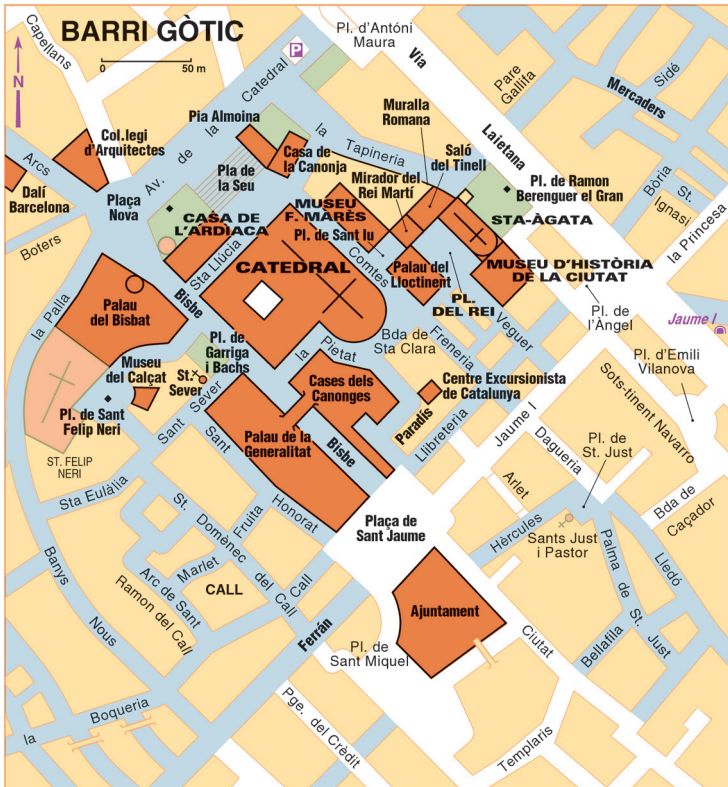 BARRI GÒTIC
50 m
N
Capellans
P
Pl. d'Antóni
Maura
Via
Laietana
Pare
Gallifa
Sidé
Mercaders
Bòria
St.
Ignasi
la Princesa
Av. de la Catedral
Pia Almoina
Col.legi
d'Arquitectes
Arcs
Dalí
Barcelona
Plaça
Nova
Pla de
la Seu
Casa de
la Canonja
la Tapineria
Muralla
Romana
Saló
del Tinell
Mirador del
Rei Martí
Pl. de Ramon
Berenguer el Gran
STA-ÀGATA
MUSEU
F. MARÈS
Pl. de Sant Iu
CASA DE
L'ARDIACA
Boters
Sta Llúcia
CATEDRAL
Comtes
Palau del
Lloctinent
MUSEU D'HISTÒRIA
DE LA CIUTAT
PL.
DEL REI
Veguer
Pl. de
l'Àngel
Jaume I
la Palla
Palau
del Bisbat
Bisbe
Pl. de
Garriga
i Bachs
la Pietat
Bda de
Sta Clara
Freneria
Pl. d'Emili
Vilanova
Museu
del Calçat
St.
Sever
Sant Sever
Cases dels
Canonges
Centre Excursionista
de Catalunya
Paradís
Llibreteria
Jaume I
Sots-tinent Navarro
Pl. de Sant
Felip Neri
ST. FELIP
NERI
Sant Honorat
Palau de la
Generalitat
Bisbe
Dagueria
Pl. de
St. Just
Arlet
Hèrcules
Bda de
Caçador
Sta Eulàlia
Plaça de
Sant Jaume
Sants Just
i Pastor
Palma de St. Just
Lledó
St. Domènec del Call
Fruita
Marlet
Call
CALL
Arc de Sant
Ramon del Call
Banys Nous
Ferrán
Ajuntament
Pl. de
Sant Miquel
Ciutat
Bellafila
la Boqueria
Pge. del Crèdit
Templaris